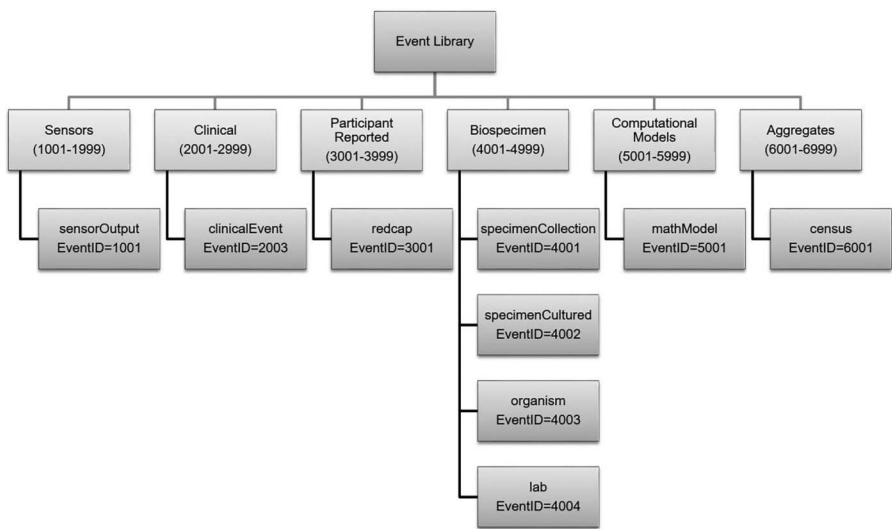 Event Library
Sensors
(1001-1999)
Clinical
(2001-2999)
Participant
Reported
(3001-3999)
Biospecimen
(4001-4999)
Computational
Models
(5001-5999)
Aggregates
(6001-6999)
sensorOutput
EventID=1001
clinicalEvent
EventID=2003
redcap
EventID=3001
specimenCollection
EventID=4001
mathModel
EventID=5001
census
EventID=6001
specimenCultured
EventID=4002
organism
EventID=4003
lab
EventID=4004